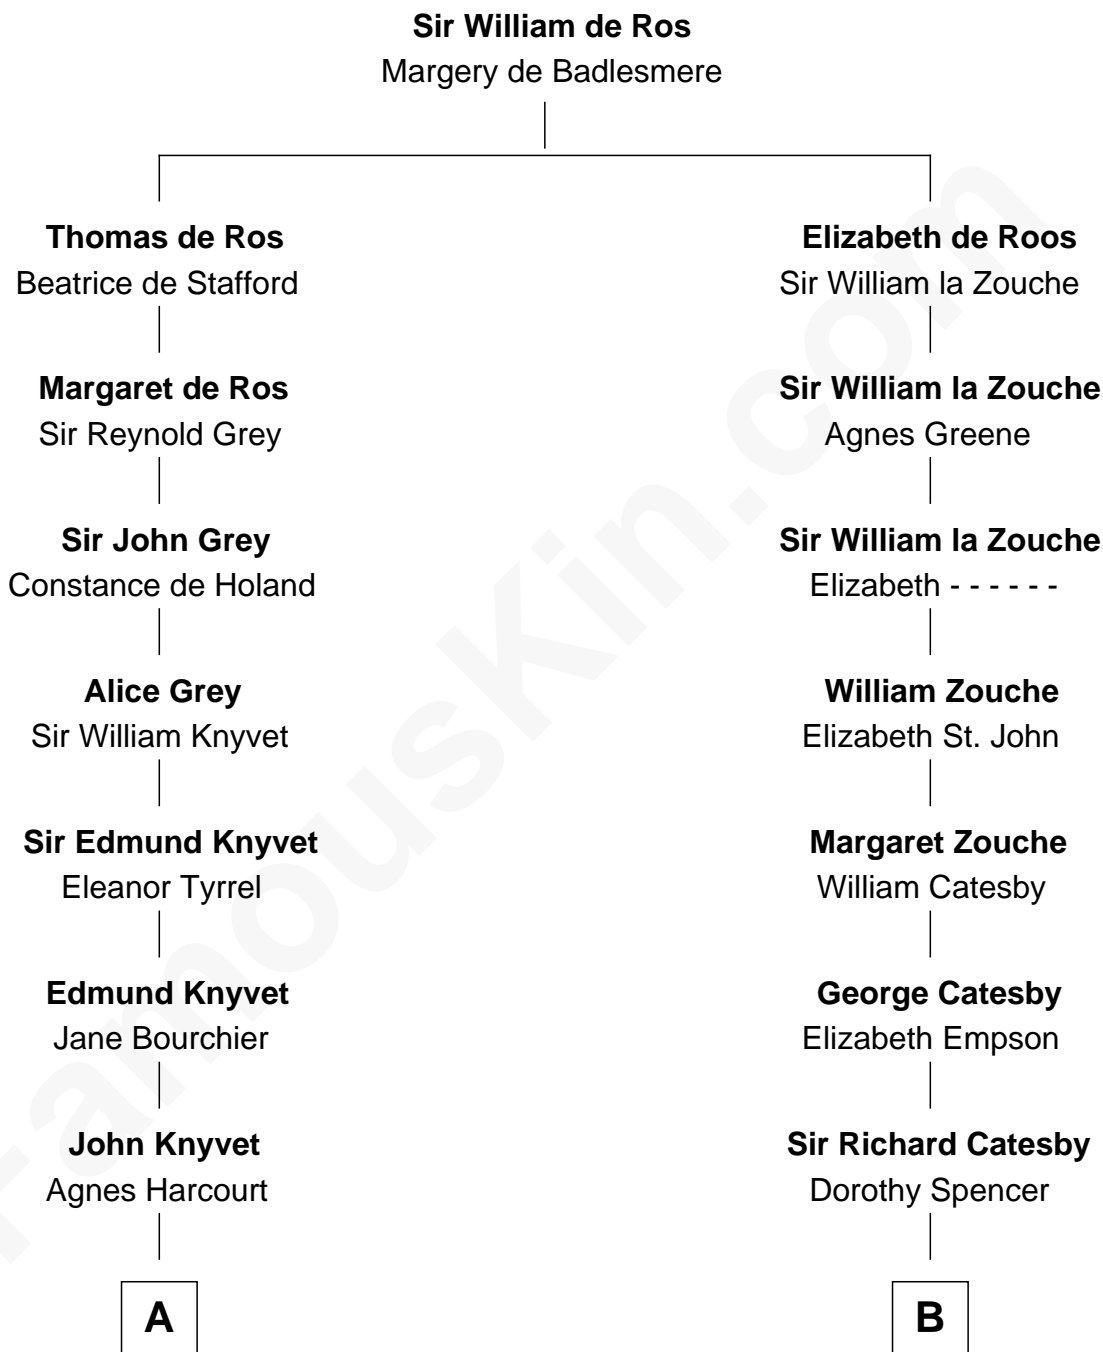 Sir William de Ros
Margery de Badlesmere
Thomas de Ros
Beatrice de Stafford
Elizabeth de Roos
Sir William la Zouche
Margaret de Ros
Sir Reynold Grey
Sir William la Zouche
Agnes Greene
Sir John Grey
Constance de Holand
Sir William la Zouche
Elizabeth - - - - - -
Alice Grey
Sir William Knyvet
William Zouche
Elizabeth St. John
Sir Edmund Knyvet
Eleanor Tyrrel
Margaret Zouche
William Catesby
Edmund Knyvet
Jane Bourchier
George Catesby
Elizabeth Empson
John Knyvet
Agnes Harcourt
Sir Richard Catesby
Dorothy Spencer
A
B
FamousKin.com